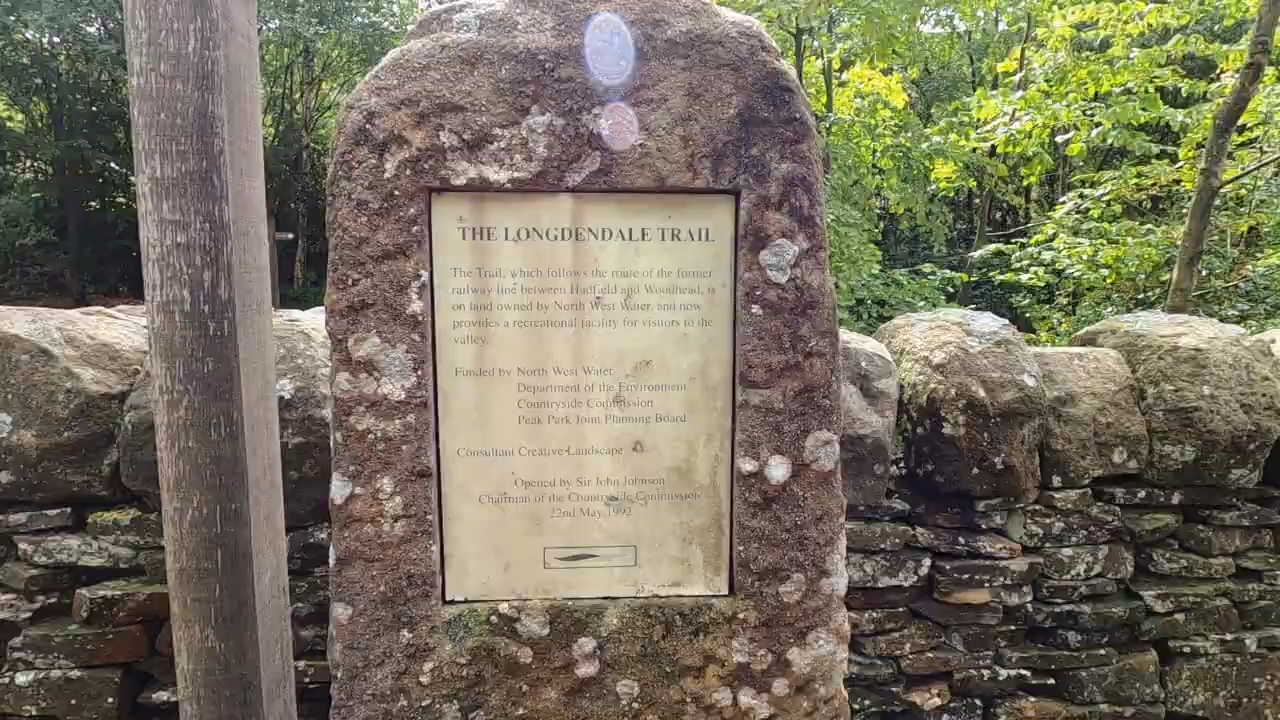 THE LONGDENDALE TRAIL
The Trail, which follows the route of the former
railway line between Hadfield and Woodhead, is
on land owned by North West Water, and now
provides a recreational facility for visitors to the
valley.
Funded by North West Water
Department of the Environment
Countryside Commission
Peak Park Joint Planning Board
Consultant Creative Landscape
Opened by Sir John Johnson
Chairman of the Countryside Commission
22nd May 1992